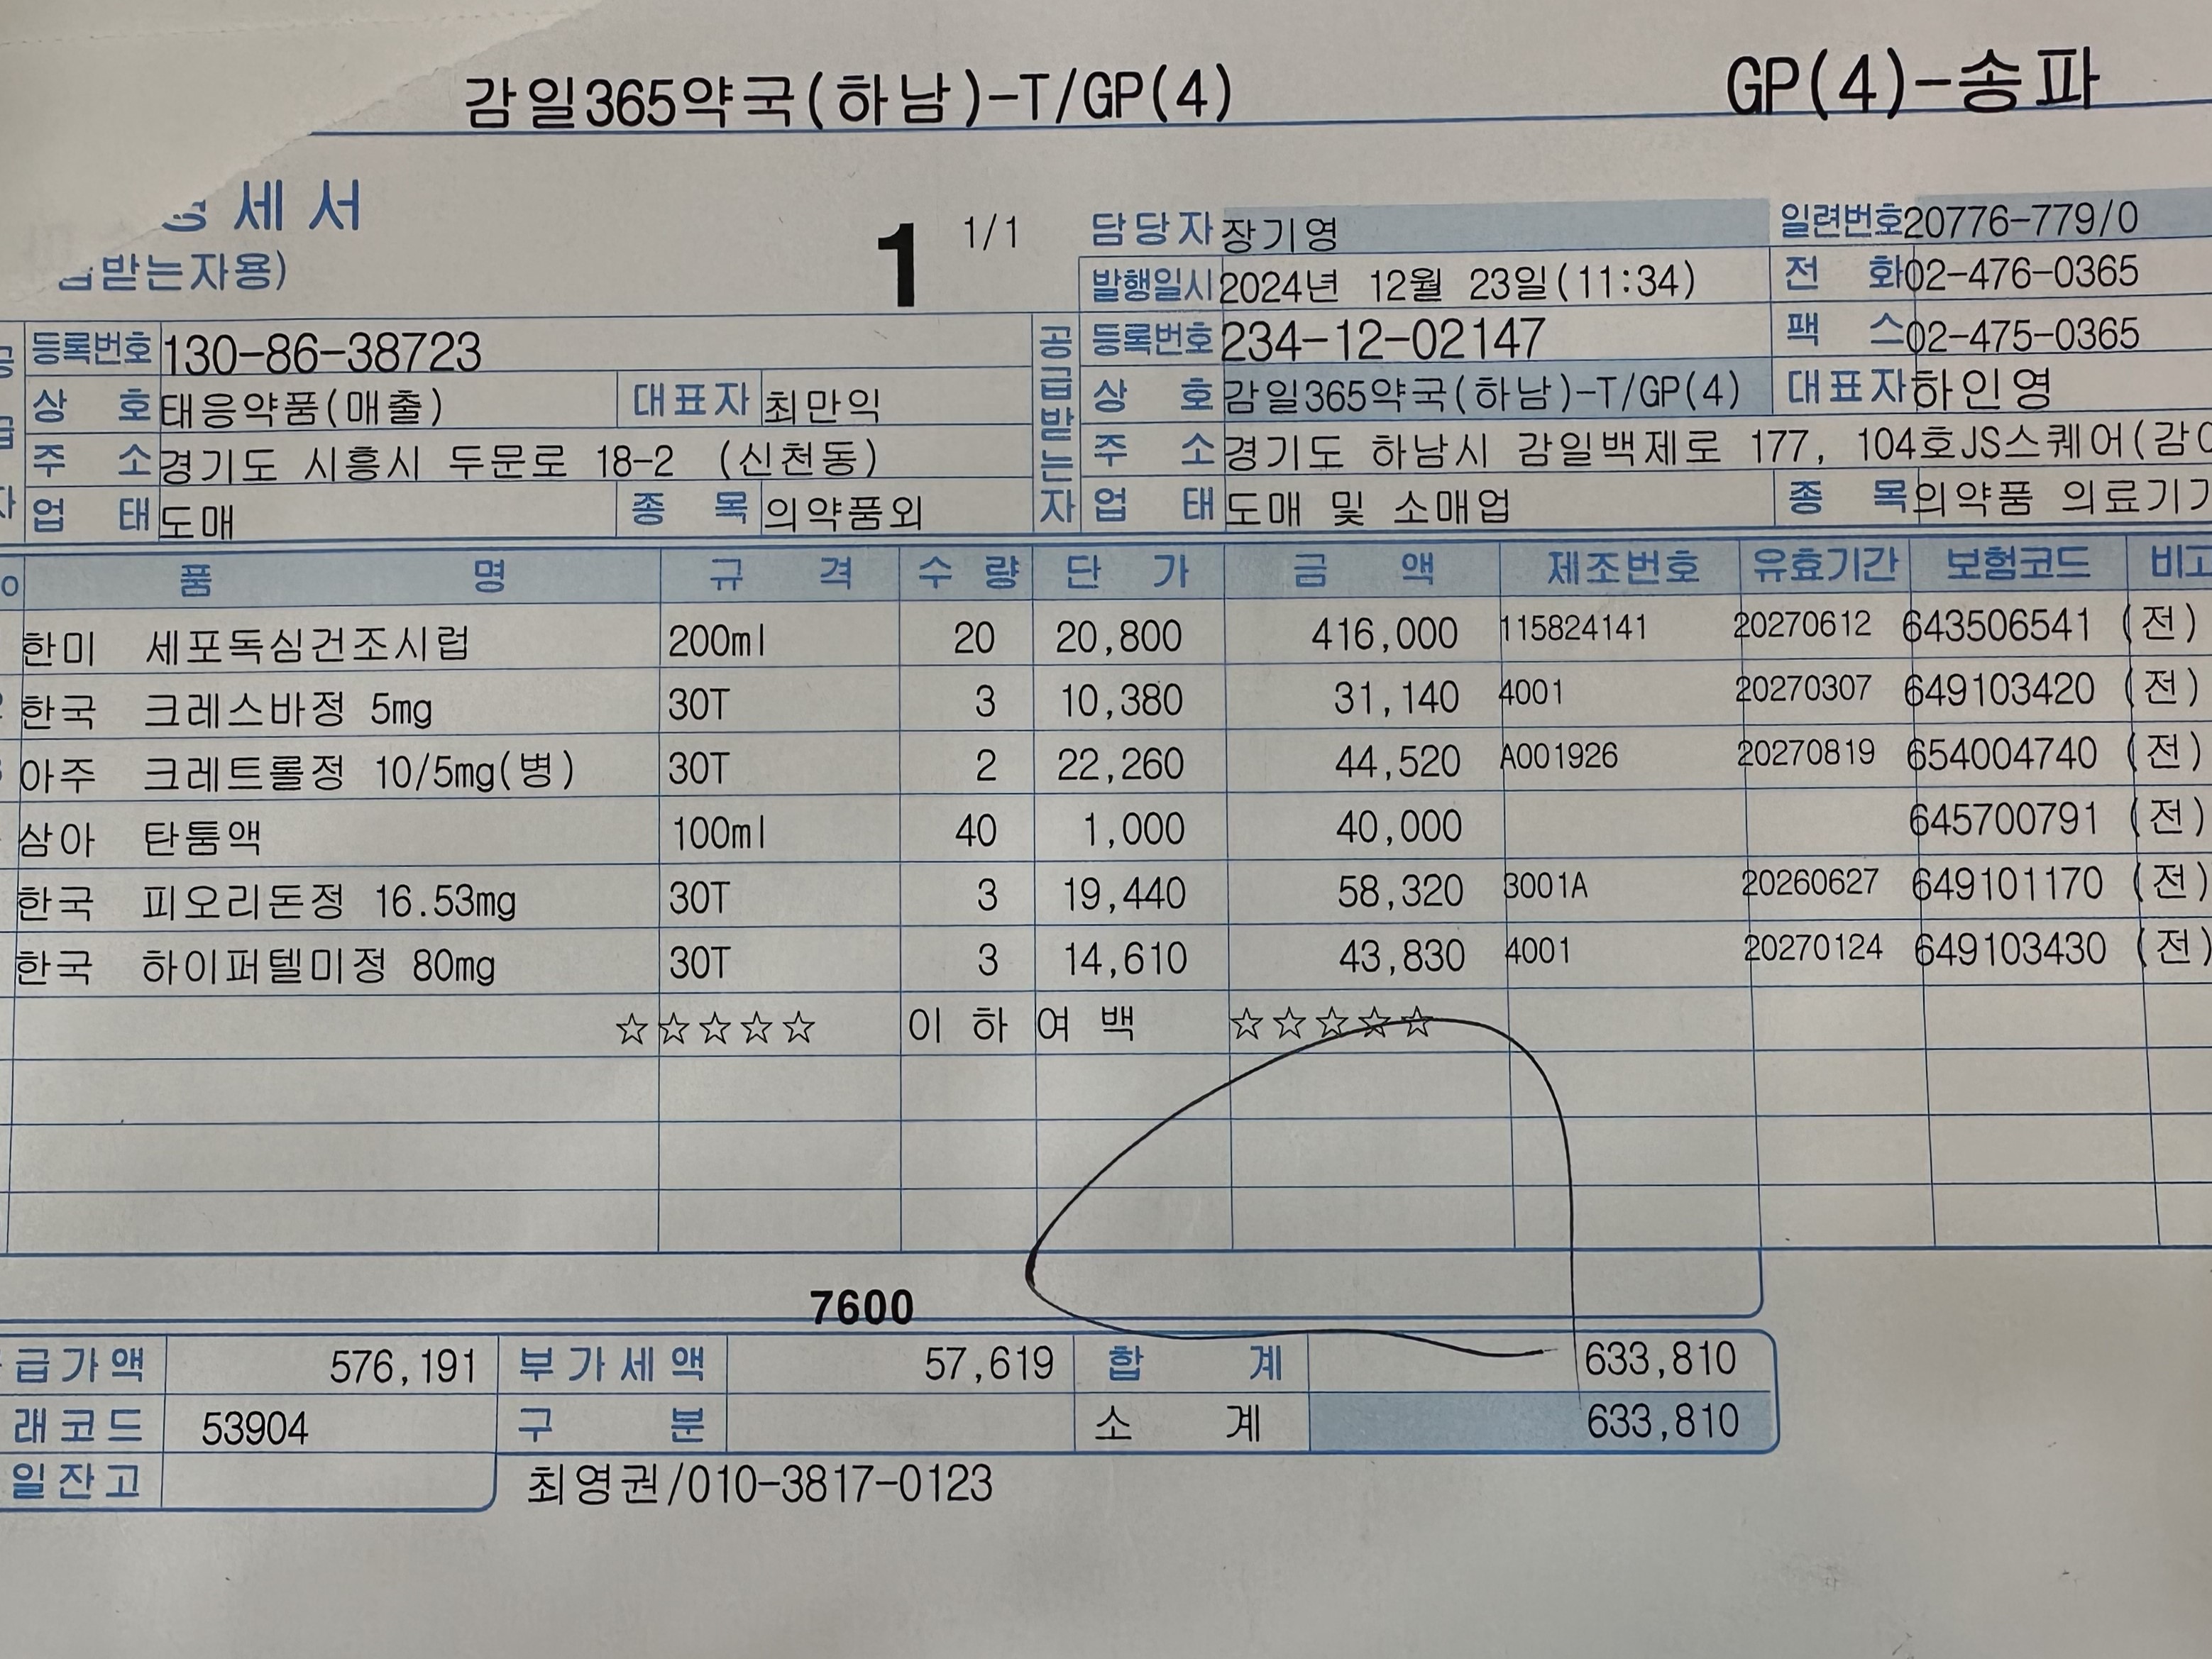 감일365약국(하남)-T/GP(4) GP(4)-송파
세서
받는자용)
1 1/1
담당자 장기영 일련번호 20776-779/0
발행일시 2024년 12월 23일(11:34) 전화 02-476-0365
등록번호 130-86-38723 공급받는자 등록번호 234-12-02147 팩스 02-475-0365
상호 태응약품(매출) 대표자 최만익 상호 감일365약국(하남)-T/GP(4) 대표자 하인영
주소 경기도 시흥시 두문로 18-2 (신천동) 주소 경기도 하남시 감일백제로 177, 104호JS스퀘어(감
업태 도매 종목 의약품외 업태 도매 및 소매업 종목 의약품 의료기
품명 규격 수량 단가 금액 제조번호 유효기간 보험코드 비고
한미 세포독심건조시럽 200ml 20 20,800 416,000 115824141 20270612 643506541 (전)
한국 크레스바정 5mg 30T 3 10,380 31,140 4001 20270307 649103420 (전)
아주 크레트롤정 10/5mg(병) 30T 2 22,260 44,520 A001926 20270819 654004740 (전)
삼아 탄툼액 100ml 40 1,000 40,000 645700791 (전)
한국 피오리돈정 16.53mg 30T 3 19,440 58,320 3001A 20260627 649101170 (전)
한국 하이퍼텔미정 80mg 30T 3 14,610 43,830 4001 20270124 649103430 (전)
☆☆☆☆☆ 이하여백 ☆☆☆☆☆
7600
급가액 576,191 부가세액 57,619 합계 633,810
래코드 53904 구분 소계 633,810
일잔고 최영권/010-3817-0123